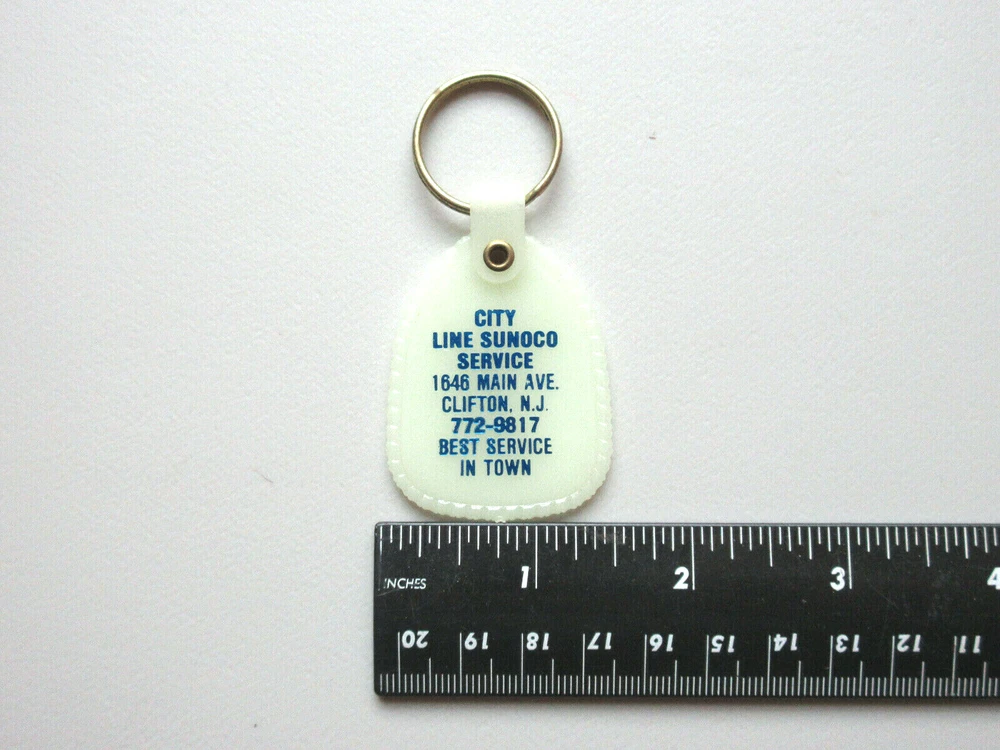 CITY
LINE SUNOCO
SERVICE
1646 MAIN AVE.
CLIFTON, N.J.
772-9817
BEST SERVICE
IN TOWN
1 2 3 4
INCHES
20 19 18 17 16 15 14 13 12 11